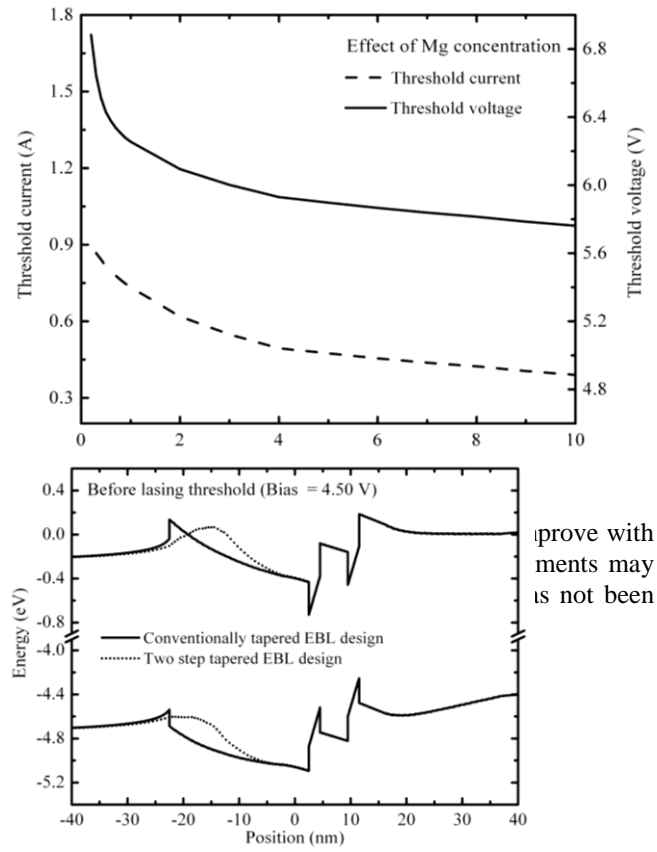 1.8
1.5
1.2
0.9
0.6
0.3
Threshold current (A)
Effect of Mg concentration
Threshold current
Threshold voltage
6.8
6.4
6.0
5.6
5.2
4.8
Threshold voltage (V)
0 2 4 6 8 10
0.4
0.0
-0.4
-0.8
-4.0
-4.4
-4.8
-5.2
Energy (eV)
Before lasing threshold (Bias = 4.50 V)
Conventionally tapered EBL design
Two step tapered EBL design
-40 -30 -20 -10 0 10 20 30 40
Position (nm)
with
may
not been